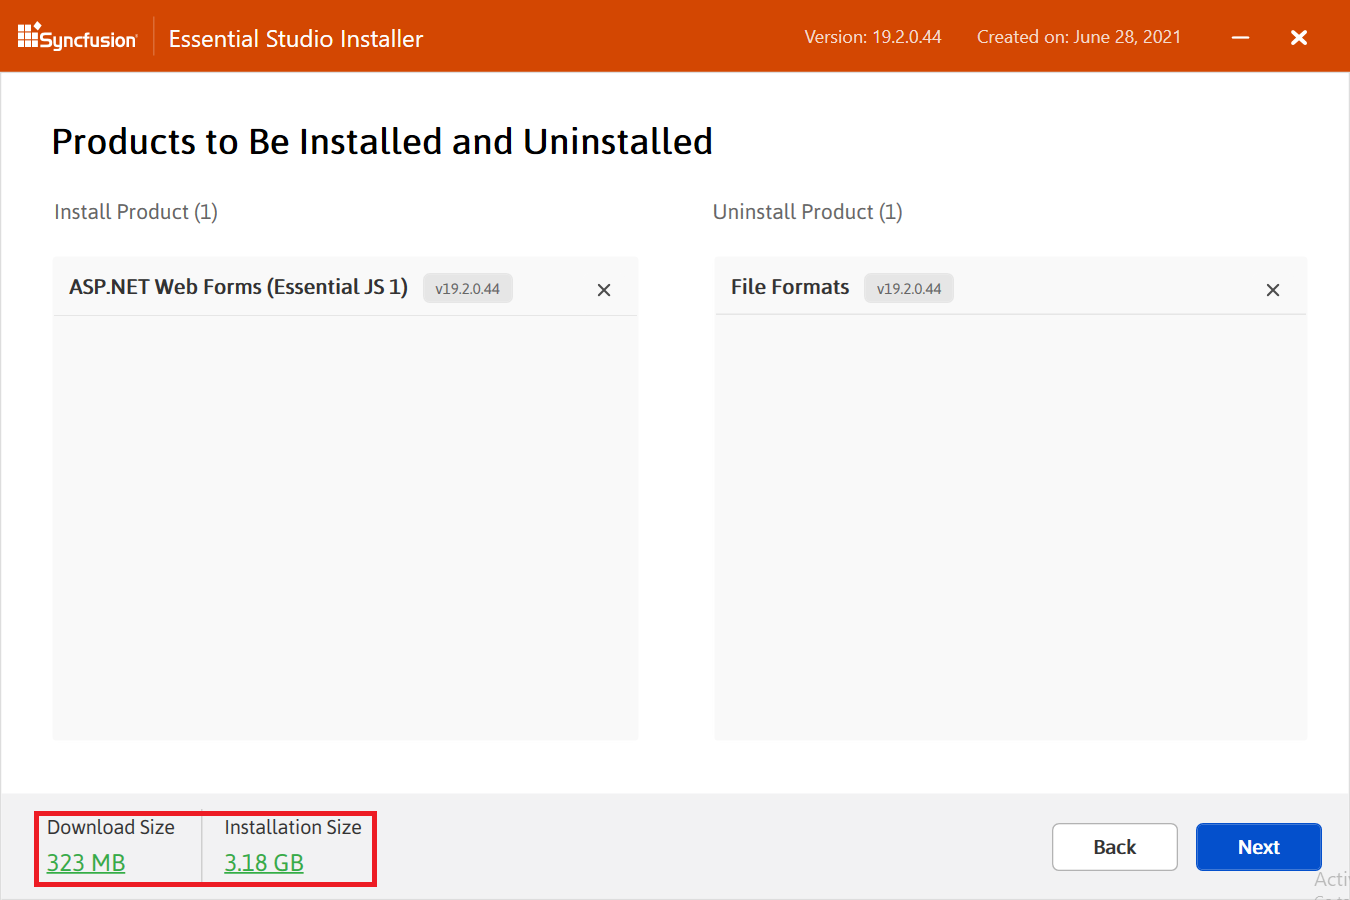 Syncfusion
Essential Studio Installer
Version: 19.2.0.44
Created on: June 28, 2021
Products to Be Installed and Uninstalled
Install Product (1)
Uninstall Product (1)
ASP.NET Web Forms (Essential JS 1) v19.2.0.44
File Formats v19.2.0.44
Download Size
323 MB
Installation Size
3.18 GB
Back
Next
Acti